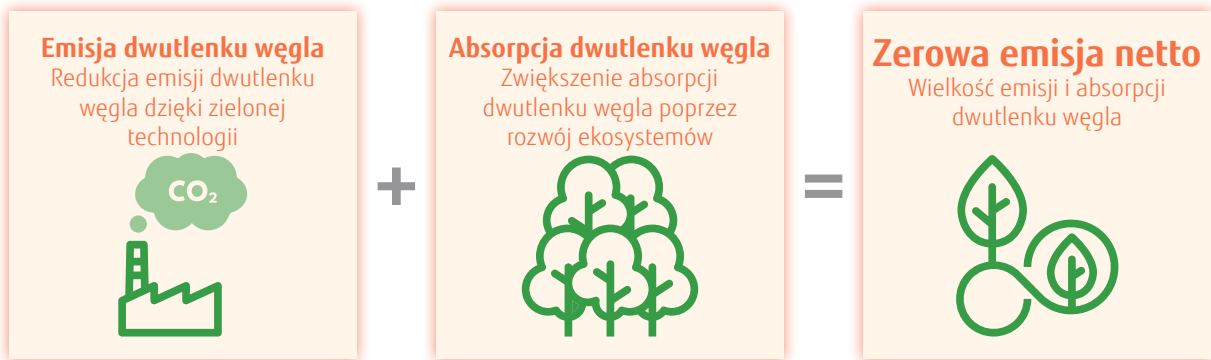 Emisja dwutlenku węgla
Redukcja emisji dwutlenku
węgla dzięki zielonej
technologii
CO₂
+
Absorpcja dwutlenku węgla
Zwiększenie absorpcji
dwutlenku węgla poprzez
rozwój ekosystemów
=
Zerowa emisja netto
Wielkość emisji i absorpcji
dwutlenku węgla